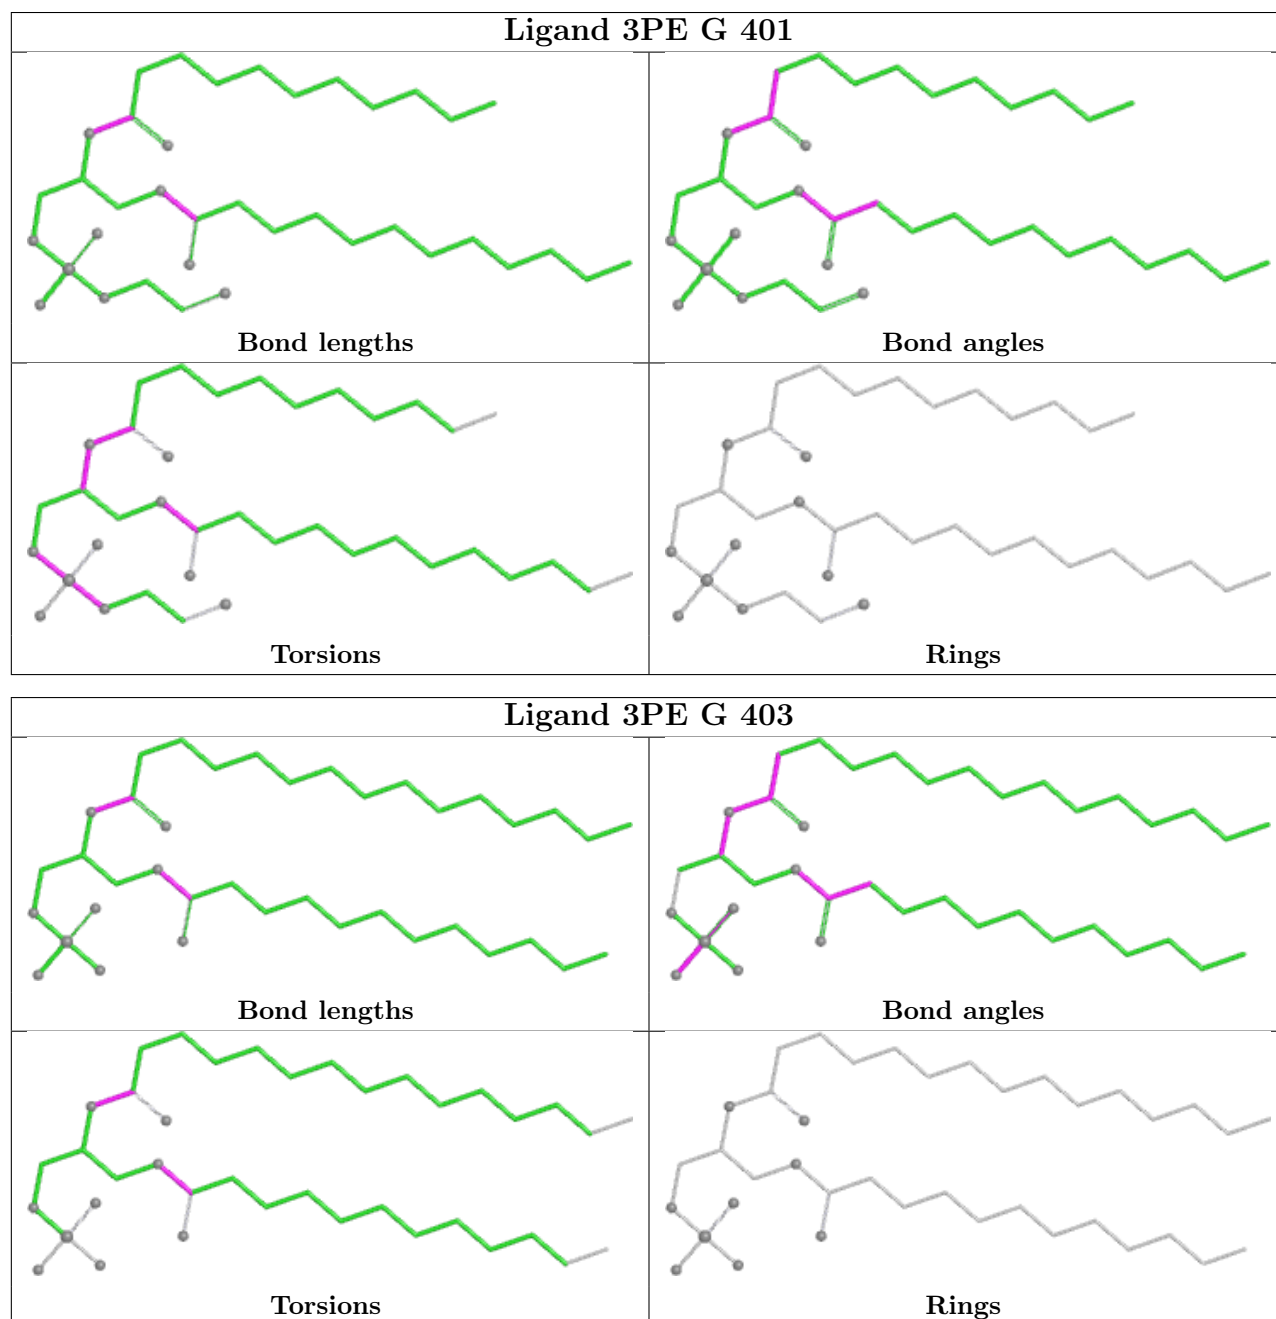 Ligand 3PE G 401
Bond lengths
Bond angles
Torsions
Rings
Ligand 3PE G 403
Bond lengths
Bond angles
Torsions
Rings